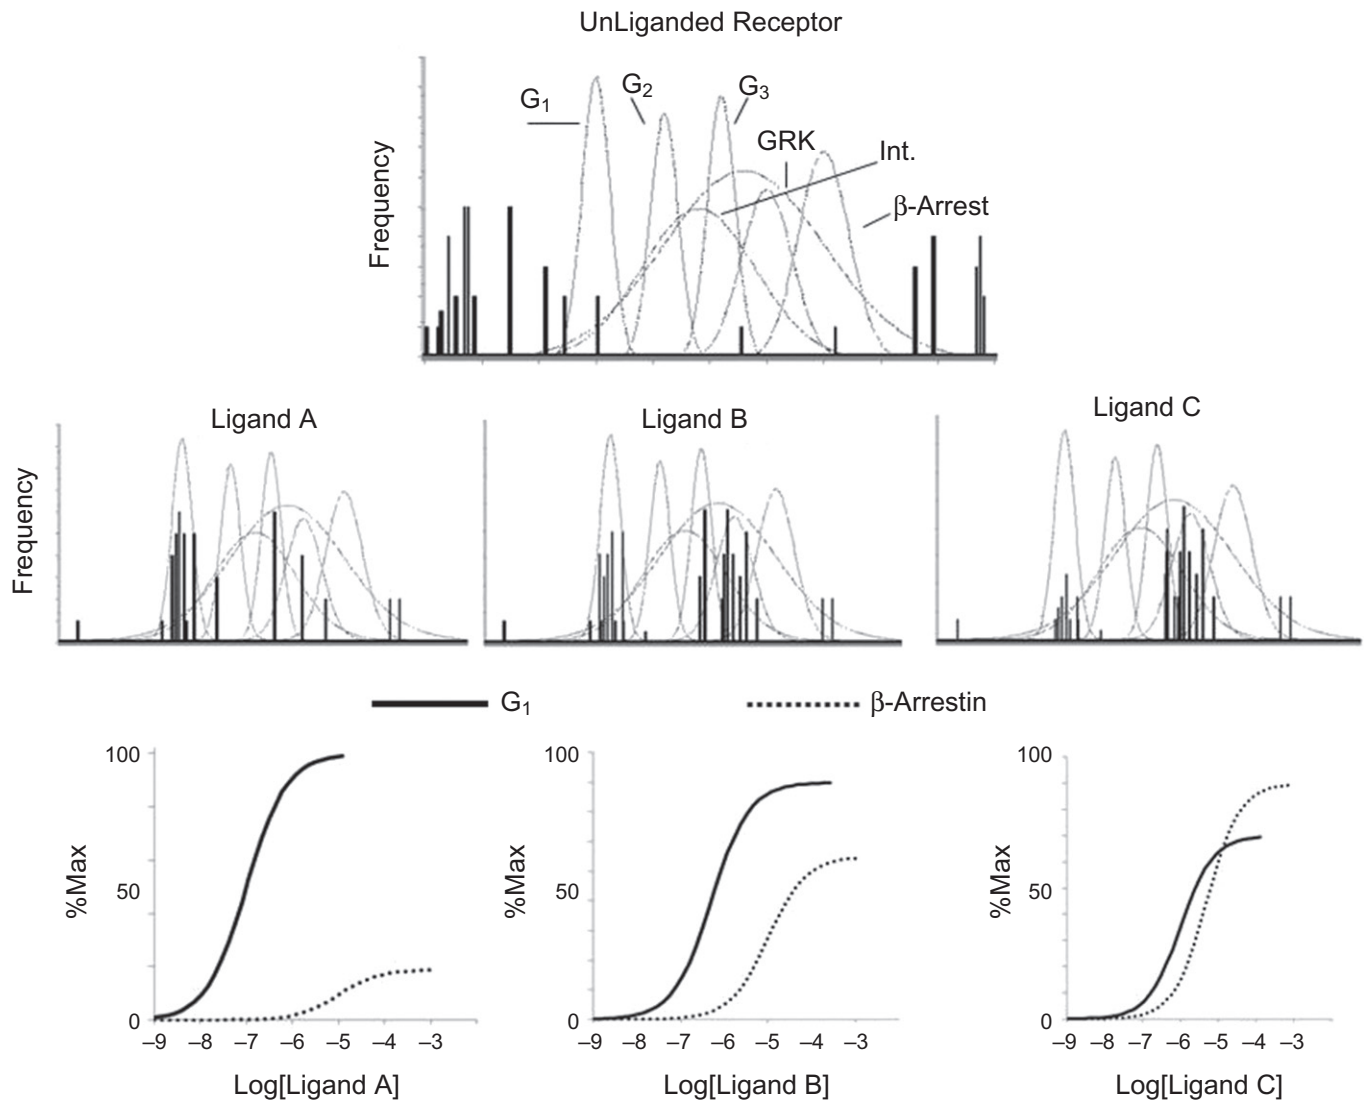 UnLiganded Receptor
G₁
G₂
G₃
GRK
Int.
β-Arrest
Frequency
Ligand A
Ligand B
Ligand C
Frequency
G₁
β-Arrestin
100
50
0
%Max
–9 –8 –7 –6 –5 –4 –3
Log[Ligand A]
100
50
0
%Max
–9 –8 –7 –6 –5 –4 –3
Log[Ligand B]
100
50
0
%Max
–9 –8 –7 –6 –5 –4 –3
Log[Ligand C]